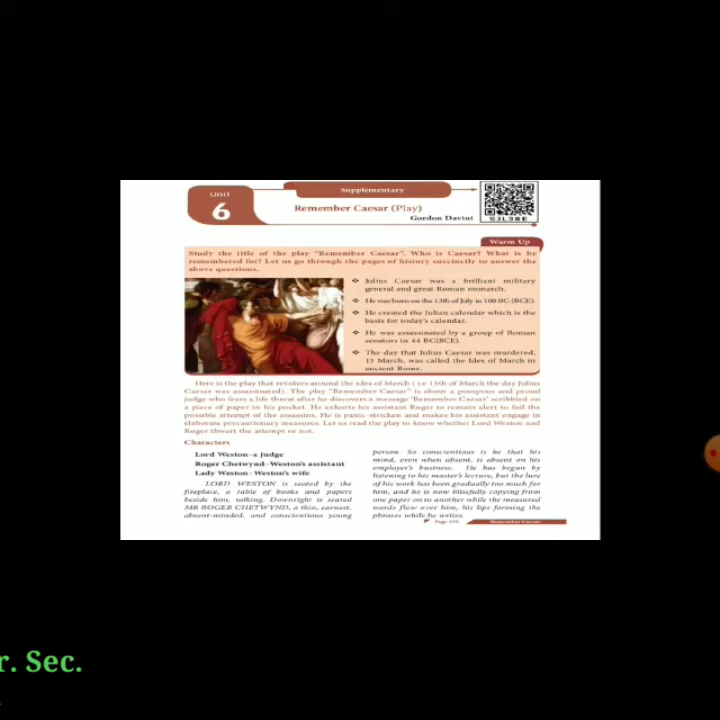 Unit
6
Supplementary
Remember Caesar (Play)
Gordon Daviot
SJL38E
Warm Up
Study the title of the play "Remember Caesar". Who is Caesar? What is he
remembered for? Let us go through the pages of history succinctly to answer the
above questions.
❖ Julius Caesar was a brilliant military
general and great Roman monarch.
❖ He was born on the 13th of July in 100 BC (BCE).
❖ He created the Julian calendar which is the
basis for today's calendar.
❖ He was assassinated by a group of Roman
senators in 44 BC(BCE).
❖ The day that Julius Caesar was murdered,
15 March, was called the Ides of March in
ancient Rome.
Here is the play that revolves around the ides of March ( i.e 15th of March the day Julius
Caesar was assassinated). The play "Remember Caesar" is about a pompous and proud
judge who fears a life threat after he discovers a message 'Remember Caesar' scribbled on
a piece of paper in his pocket. He exhorts his assistant Roger to remain alert to foil the
possible attempt of the assassins. He is panic-stricken and makes his assistant engage in
elaborate precautionary measures. Let us read the play to know whether Lord Weston and
Roger thwart the attempt or not.
Characters
Lord Weston-a Judge
Roger Chetwynd-Weston's assistant
Lady Weston-Weston's wife
LORD WESTON is seated by the
fireplace, a table of books and papers
beside him, talking. Downright is seated
MR ROGER CHETWYND, a thin, earnest,
absent-minded, and conscientious young
person. So conscientious is he that his
mind, even when absent, is absent on his
employer's business. He has begun by
listening to his master's lecture, but the lure
of his work has been gradually too much for
him, and he is now blissfully copying from
one paper on to another while the measured
words flow over him, his lips forming the
phrases while he writes.
Remember Caesar
r. Sec.